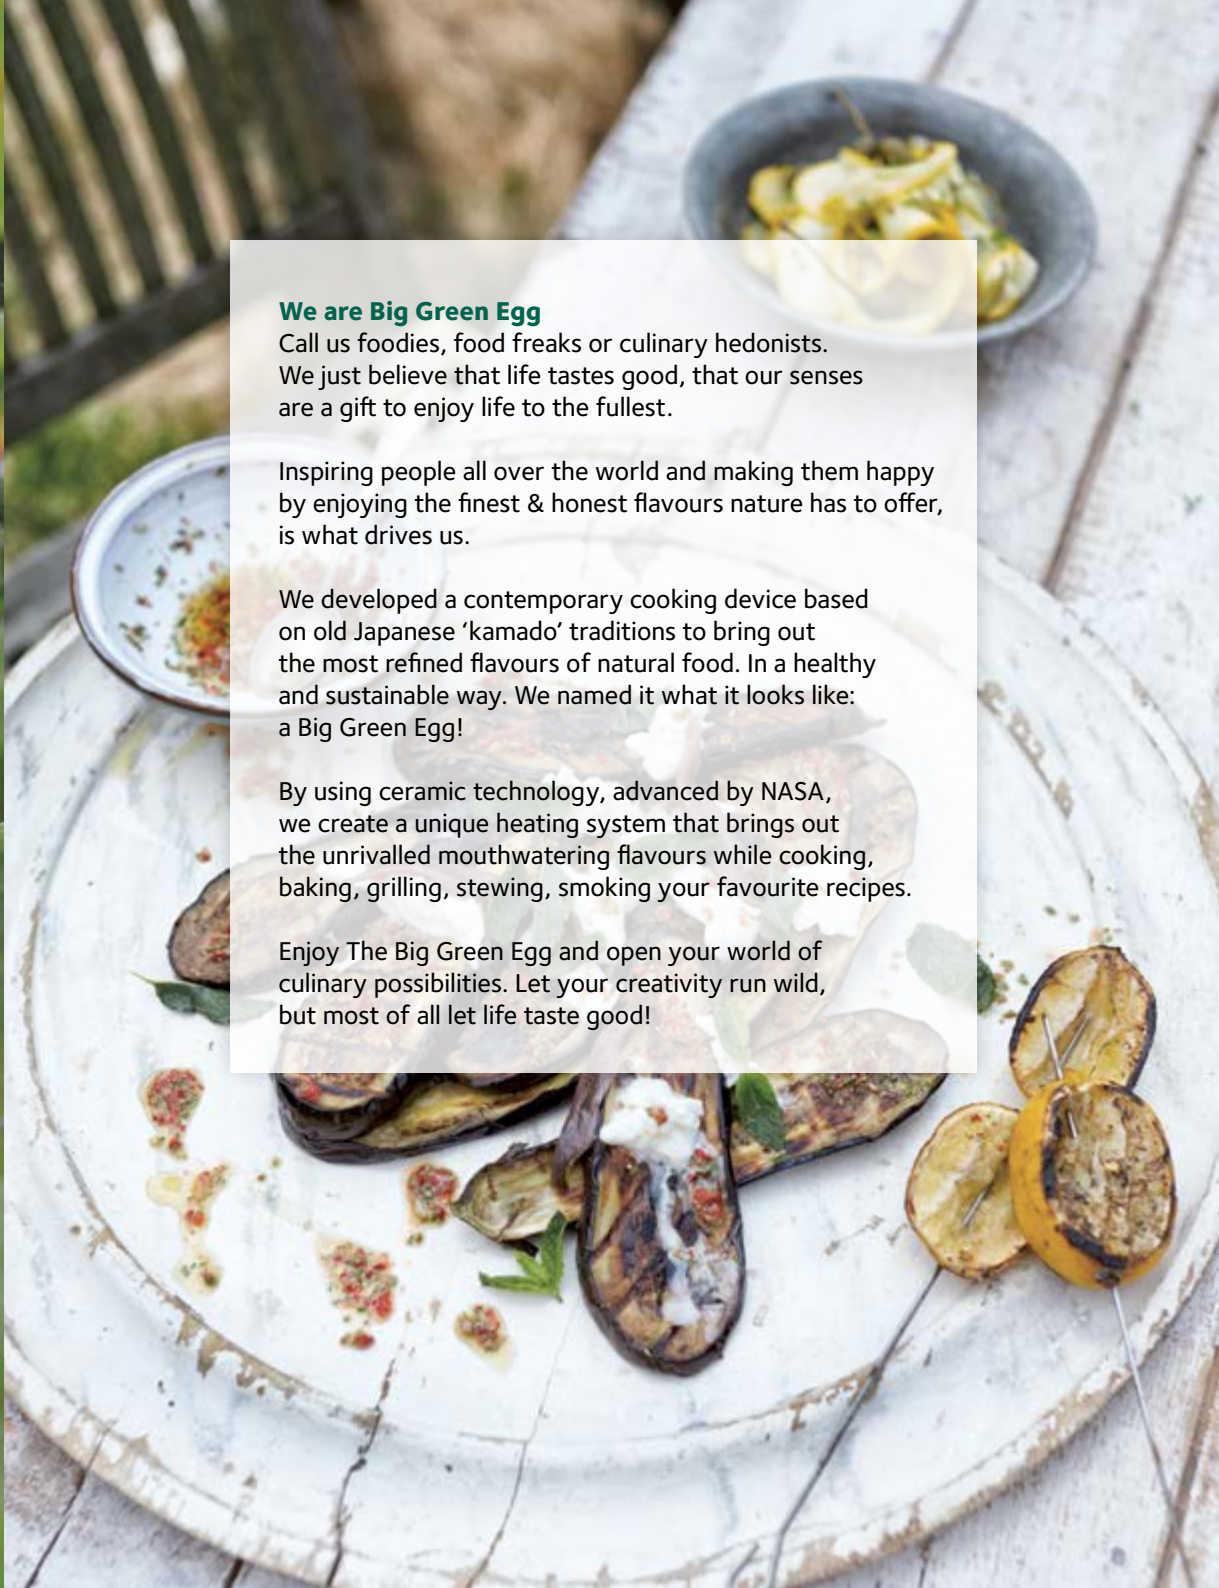 We are Big Green Egg
Call us foodies, food freaks or culinary hedonists.
We just believe that life tastes good, that our senses
are a gift to enjoy life to the fullest.
Inspiring people all over the world and making them happy
by enjoying the finest & honest flavours nature has to offer,
is what drives us.
We developed a contemporary cooking device based
on old Japanese ‘kamado’ traditions to bring out
the most refined flavours of natural food. In a healthy
and sustainable way. We named it what it looks like:
a Big Green Egg!
By using ceramic technology, advanced by NASA,
we create a unique heating system that brings out
the unrivalled mouthwatering flavours while cooking,
baking, grilling, stewing, smoking your favourite recipes.
Enjoy The Big Green Egg and open your world of
culinary possibilities. Let your creativity run wild,
but most of all let life taste good!